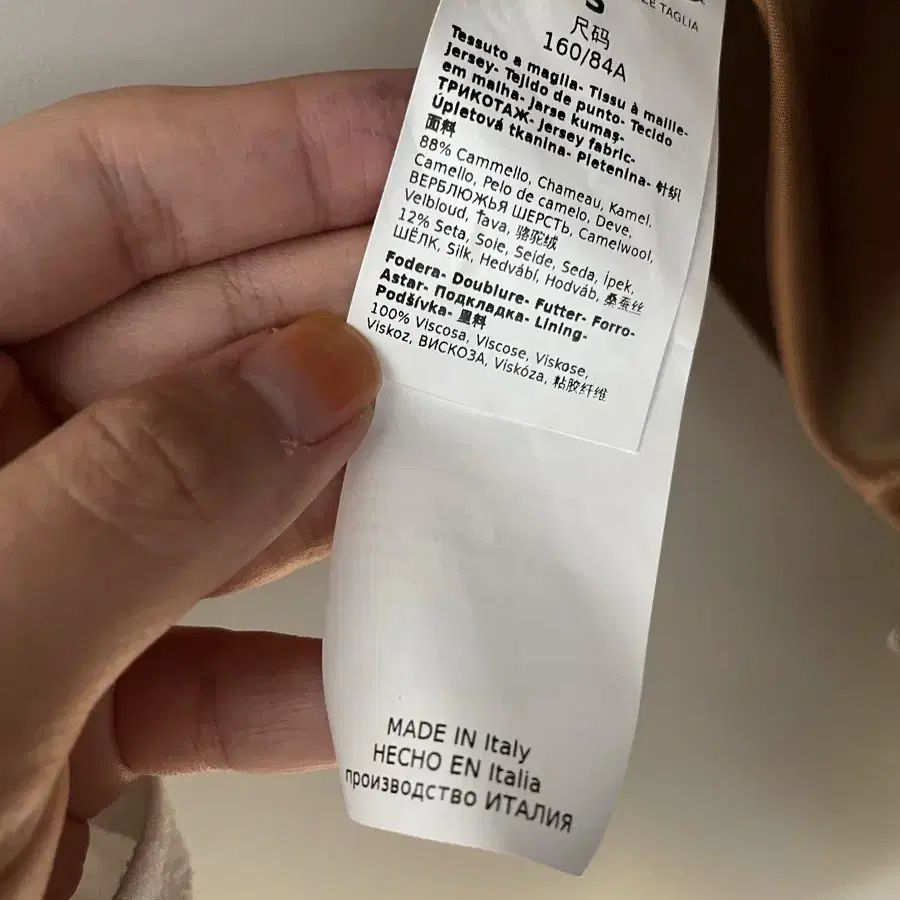 S
ZE TAGLIA
尺码
160/84A
Tessuto a maglia- Tissu à maille-
Jersey- Tejido de punto- Tecido
em malha- Jarse kumaş-
ТРИКОТАЖ- Jersey fabric-
Úpletová tkanina- Pletenina- 针织
面料
88% Cammello, Chameau, Kamel,
Camello, Pelo de camelo, Deve,
ВЕРБЛЮЖЬЯ ШЕРСТЬ, Camelwool,
Velbloud, Ťava, 骆驼绒
12% Seta, Soie, Seide, Seda, İpek,
ШЁЛК, Silk, Hedvábí, Hodváb, 桑蚕丝
Fodera- Doublure- Futter- Forro-
Astar- Подкладка- Lining-
Podšívka- 里料
100% Viscosa, Viscose, Viskose,
Viskoz, ВИСКОЗА, Viskóza, 粘胶纤维
MADE IN Italy
HECHO EN Italia
производство ИТАЛИЯ